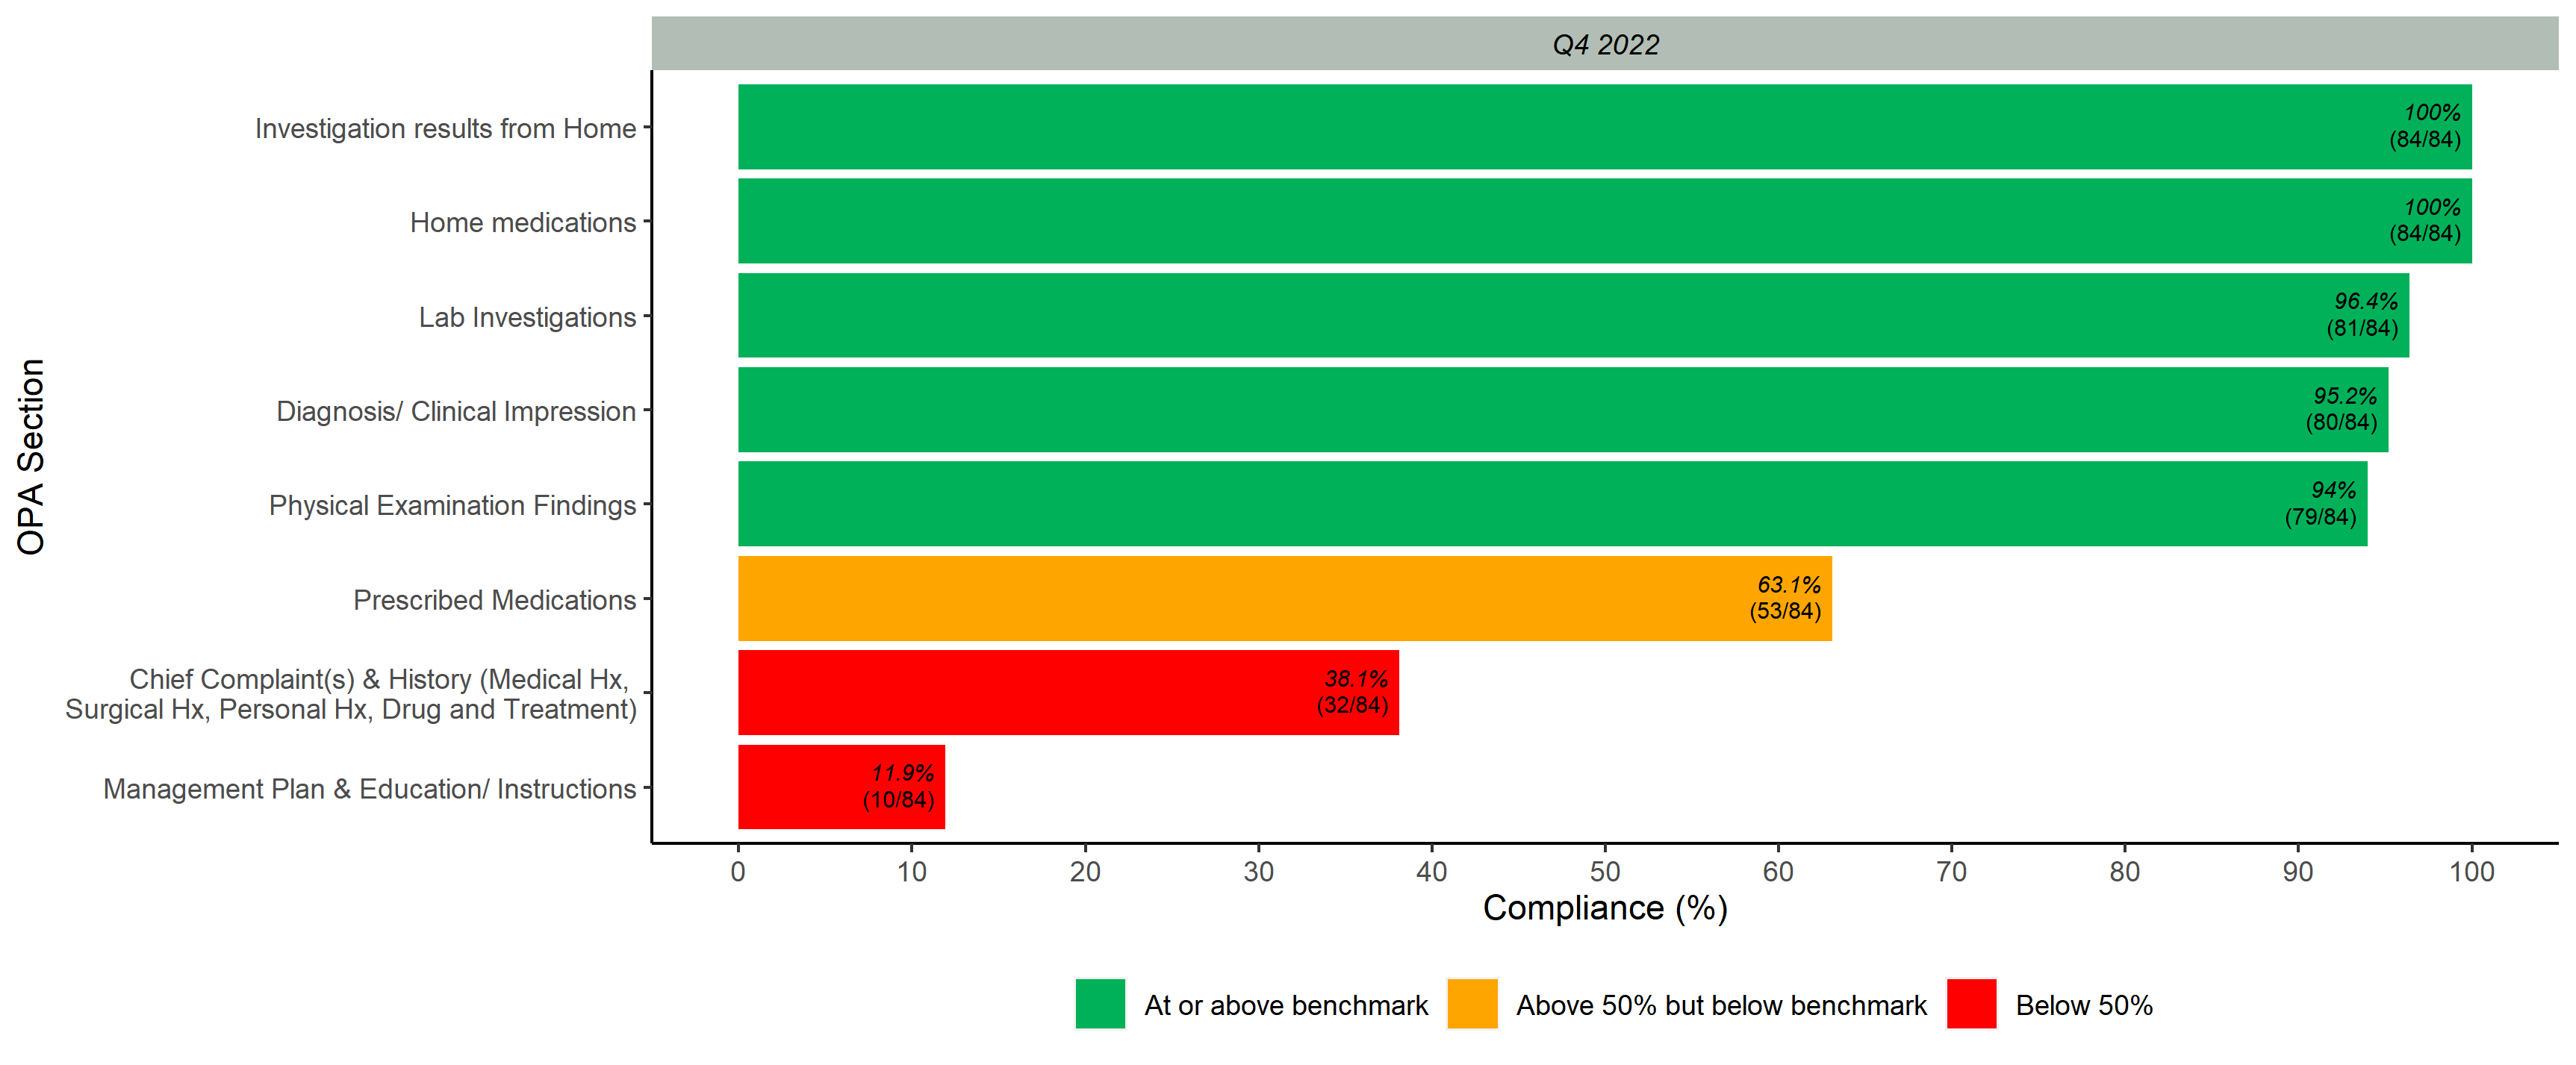 Q4 2022
OPA Section
Investigation results from Home
100%
(84/84)
Home medications
100%
(84/84)
Lab Investigations
96.4%
(81/84)
Diagnosis/ Clinical Impression
95.2%
(80/84)
Physical Examination Findings
94%
(79/84)
Prescribed Medications
63.1%
(53/84)
Chief Complaint(s) & History (Medical Hx,
Surgical Hx, Personal Hx, Drug and Treatment)
38.1%
(32/84)
Management Plan & Education/ Instructions
11.9%
(10/84)
0 10 20 30 40 50 60 70 80 90 100
Compliance (%)
At or above benchmark Above 50% but below benchmark Below 50%